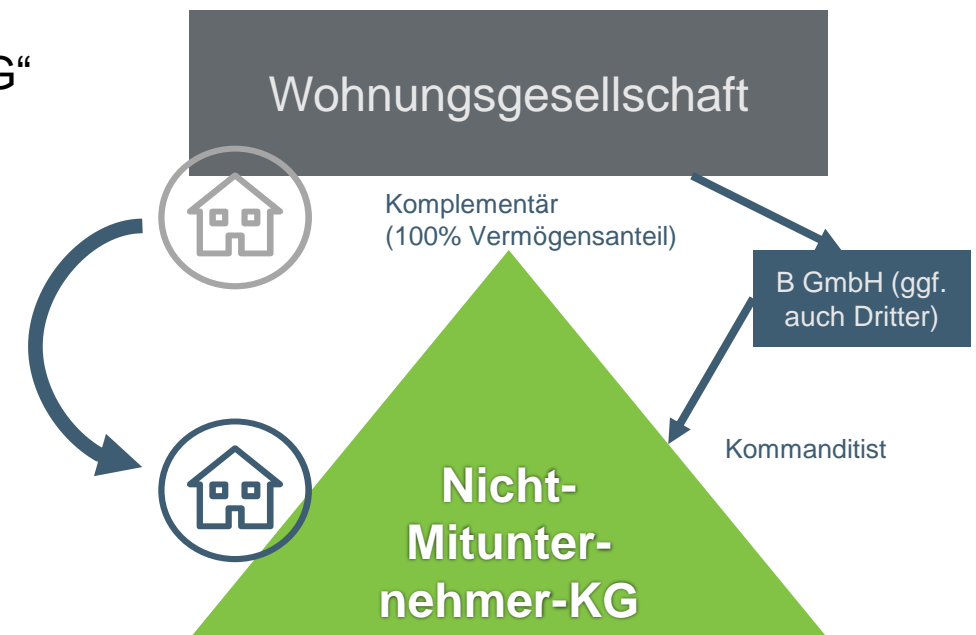 G“
Wohnungsgesellschaft
Komplementär
(100% Vermögensanteil)
B GmbH (ggf.
auch Dritter)
Kommanditist
Nicht-
Mitunter-
nehmer-KG